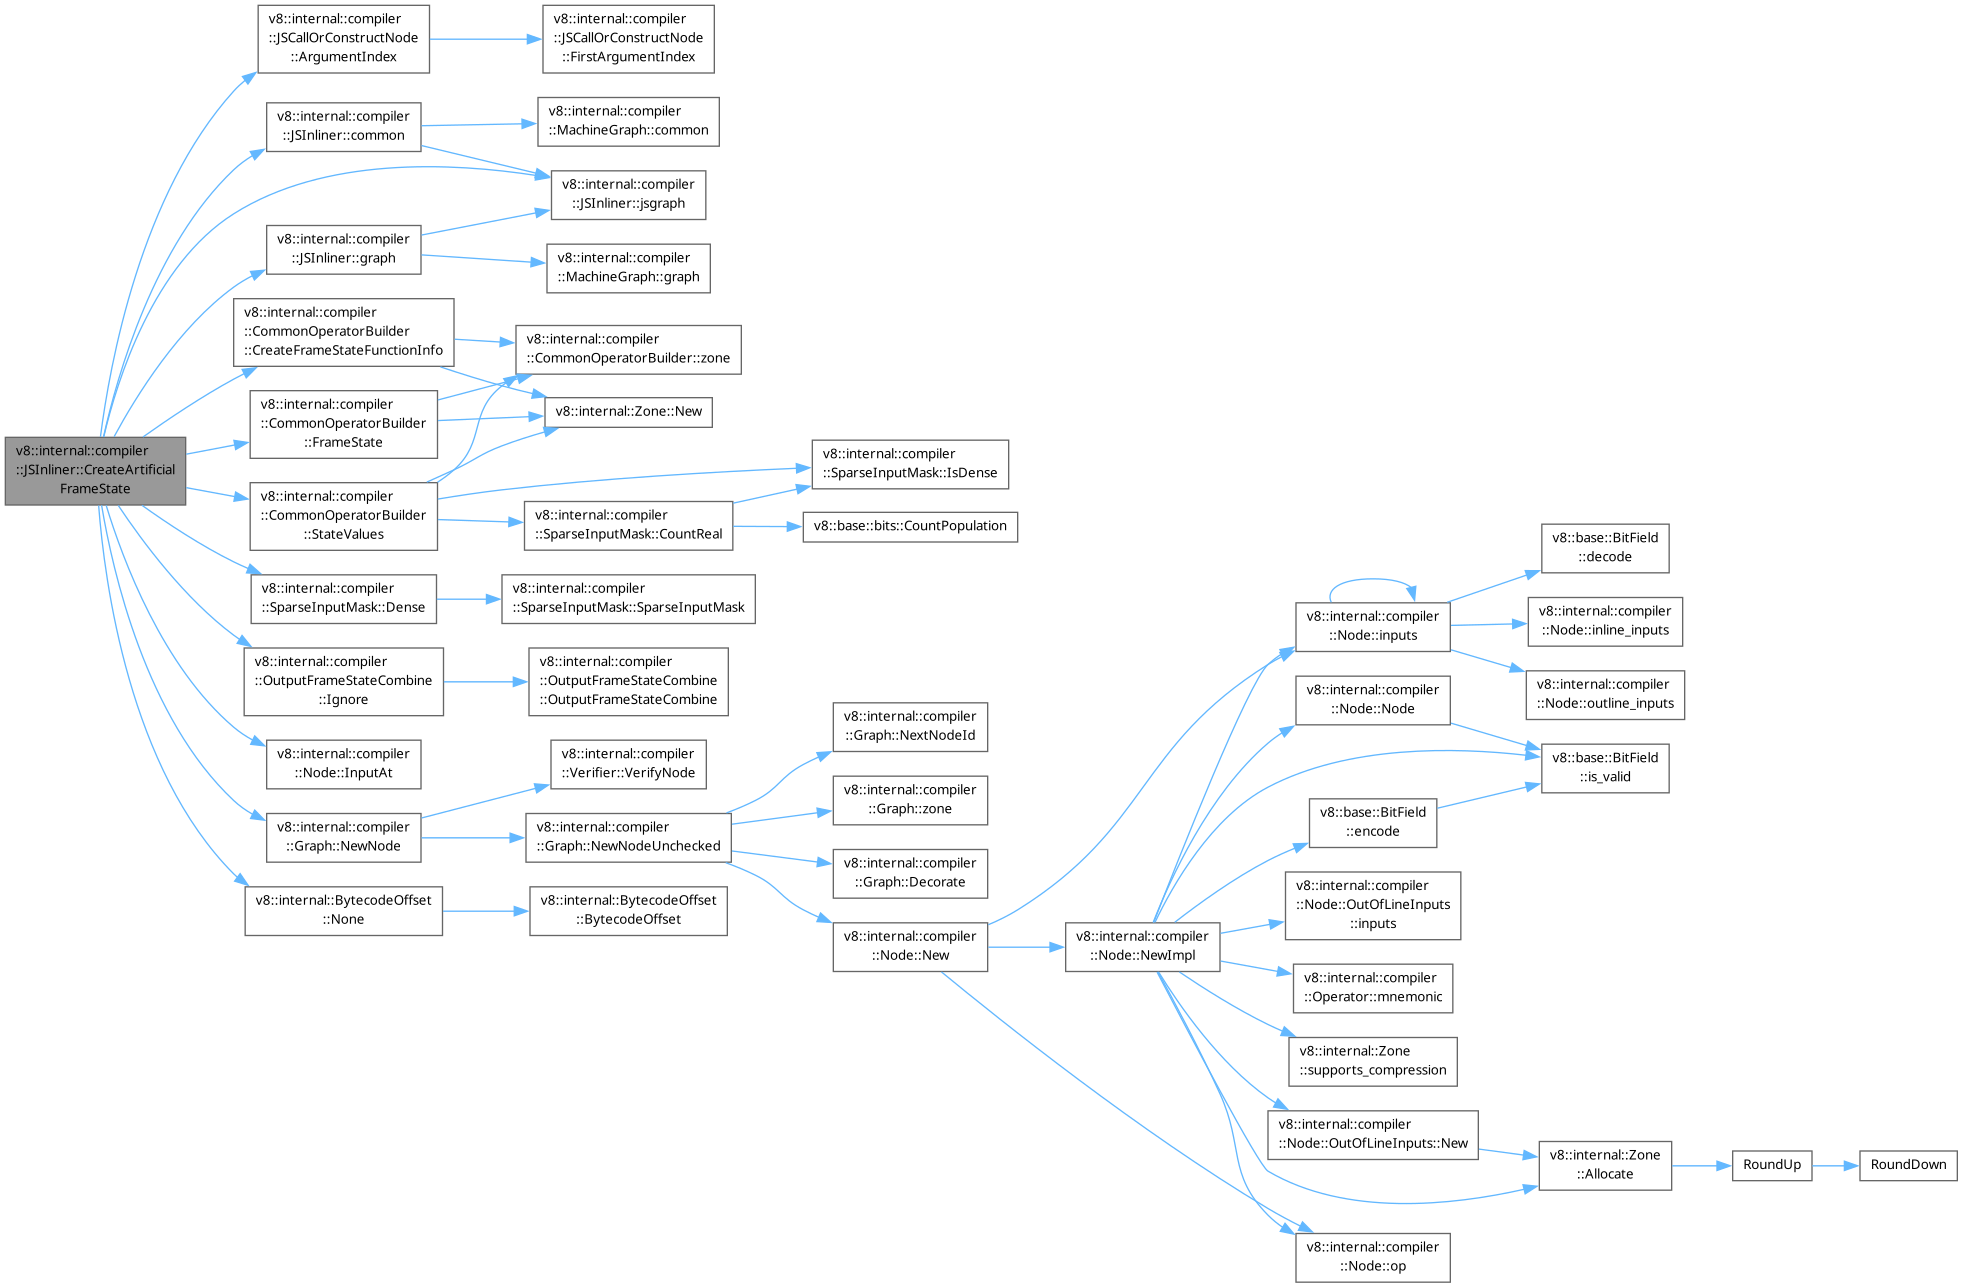 v8::internal::compiler
::JSInliner::CreateArtificial
FrameState
v8::internal::compiler
::JSCallOrConstructNode
::ArgumentIndex
v8::internal::compiler
::JSCallOrConstructNode
::FirstArgumentIndex
v8::internal::compiler
::JSInliner::common
v8::internal::compiler
::MachineGraph::common
v8::internal::compiler
::JSInliner::jsgraph
v8::internal::compiler
::JSInliner::graph
v8::internal::compiler
::MachineGraph::graph
v8::internal::compiler
::CommonOperatorBuilder
::CreateFrameStateFunctionInfo
v8::internal::compiler
::CommonOperatorBuilder::zone
v8::internal::Zone::New
v8::internal::compiler
::CommonOperatorBuilder
::FrameState
v8::internal::compiler
::CommonOperatorBuilder
::StateValues
v8::internal::compiler
::SparseInputMask::IsDense
v8::internal::compiler
::SparseInputMask::CountReal
v8::base::bits::CountPopulation
v8::internal::compiler
::SparseInputMask::Dense
v8::internal::compiler
::SparseInputMask::SparseInputMask
v8::internal::compiler
::OutputFrameStateCombine
::Ignore
v8::internal::compiler
::OutputFrameStateCombine
::OutputFrameStateCombine
v8::internal::compiler
::Node::InputAt
v8::internal::compiler
::Graph::NewNode
v8::internal::compiler
::Verifier::VerifyNode
v8::internal::compiler
::Graph::NewNodeUnchecked
v8::internal::BytecodeOffset
::None
v8::internal::BytecodeOffset
::BytecodeOffset
v8::internal::compiler
::Graph::NextNodeId
v8::internal::compiler
::Graph::zone
v8::internal::compiler
::Graph::Decorate
v8::internal::compiler
::Node::New
v8::internal::compiler
::Node::NewImpl
v8::internal::compiler
::Node::inputs
v8::base::BitField
::decode
v8::internal::compiler
::Node::inline_inputs
v8::internal::compiler
::Node::outline_inputs
v8::internal::compiler
::Node::Node
v8::base::BitField
::is_valid
v8::base::BitField
::encode
v8::internal::compiler
::Node::OutOfLineInputs
::inputs
v8::internal::compiler
::Operator::mnemonic
v8::internal::Zone
::supports_compression
v8::internal::compiler
::Node::OutOfLineInputs::New
v8::internal::Zone
::Allocate
RoundUp
RoundDown
v8::internal::compiler
::Node::op